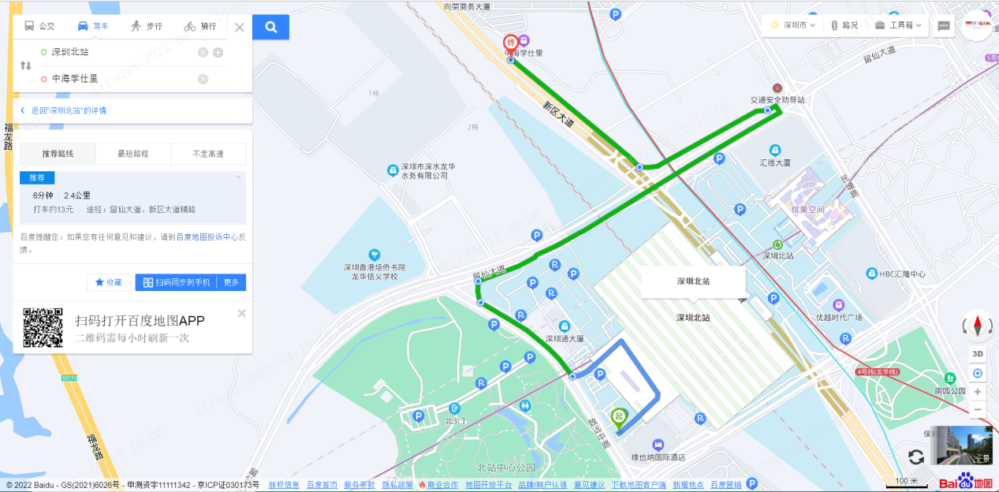 公交
驾车
步行
骑行
深圳北站
中海学仕里
返回"深圳北站"的详情
推荐路线
最短路程
不走高速
推荐
6分钟
2.4公里
打车约13元
途经：留仙大道、新区大道辅路
百度提醒您：如果您有任何意见和建议，请到百度地图投诉中心反
馈。
收藏
扫码同步到手机
更多
扫码打开百度地图APP
二维码需每小时刷新一次
向荣商务大厦
终
中海学仕里
深圳市
路况
工具箱
留仙大道
交通安全劝导站
新区大道
1栋
2栋
汇德大厦
深圳市深水龙华
水务有限公司
民塘路
缤果空间
深圳北站
HBC汇隆中心
深圳香港培侨书院
龙华信义学校
留仙大道
深圳北站
深圳北站
优越时代广场
深圳通大厦
4号线(龙华线)
南园公园
起
北3门
致远中路
维也纳国际酒店
北站中心公园
福龙路
福龙路
3D
全景
100 米
Bai du 地图
© 2022 Baidu - GS(2021)6026号 - 甲测资字11111342 - 京ICP证030173号
版权信息
百度首页
服务条款
隐私政策
商业合作
地图开放平台
品牌/商户认领
意见建议
下载地图客户端
新增地点
百度营销